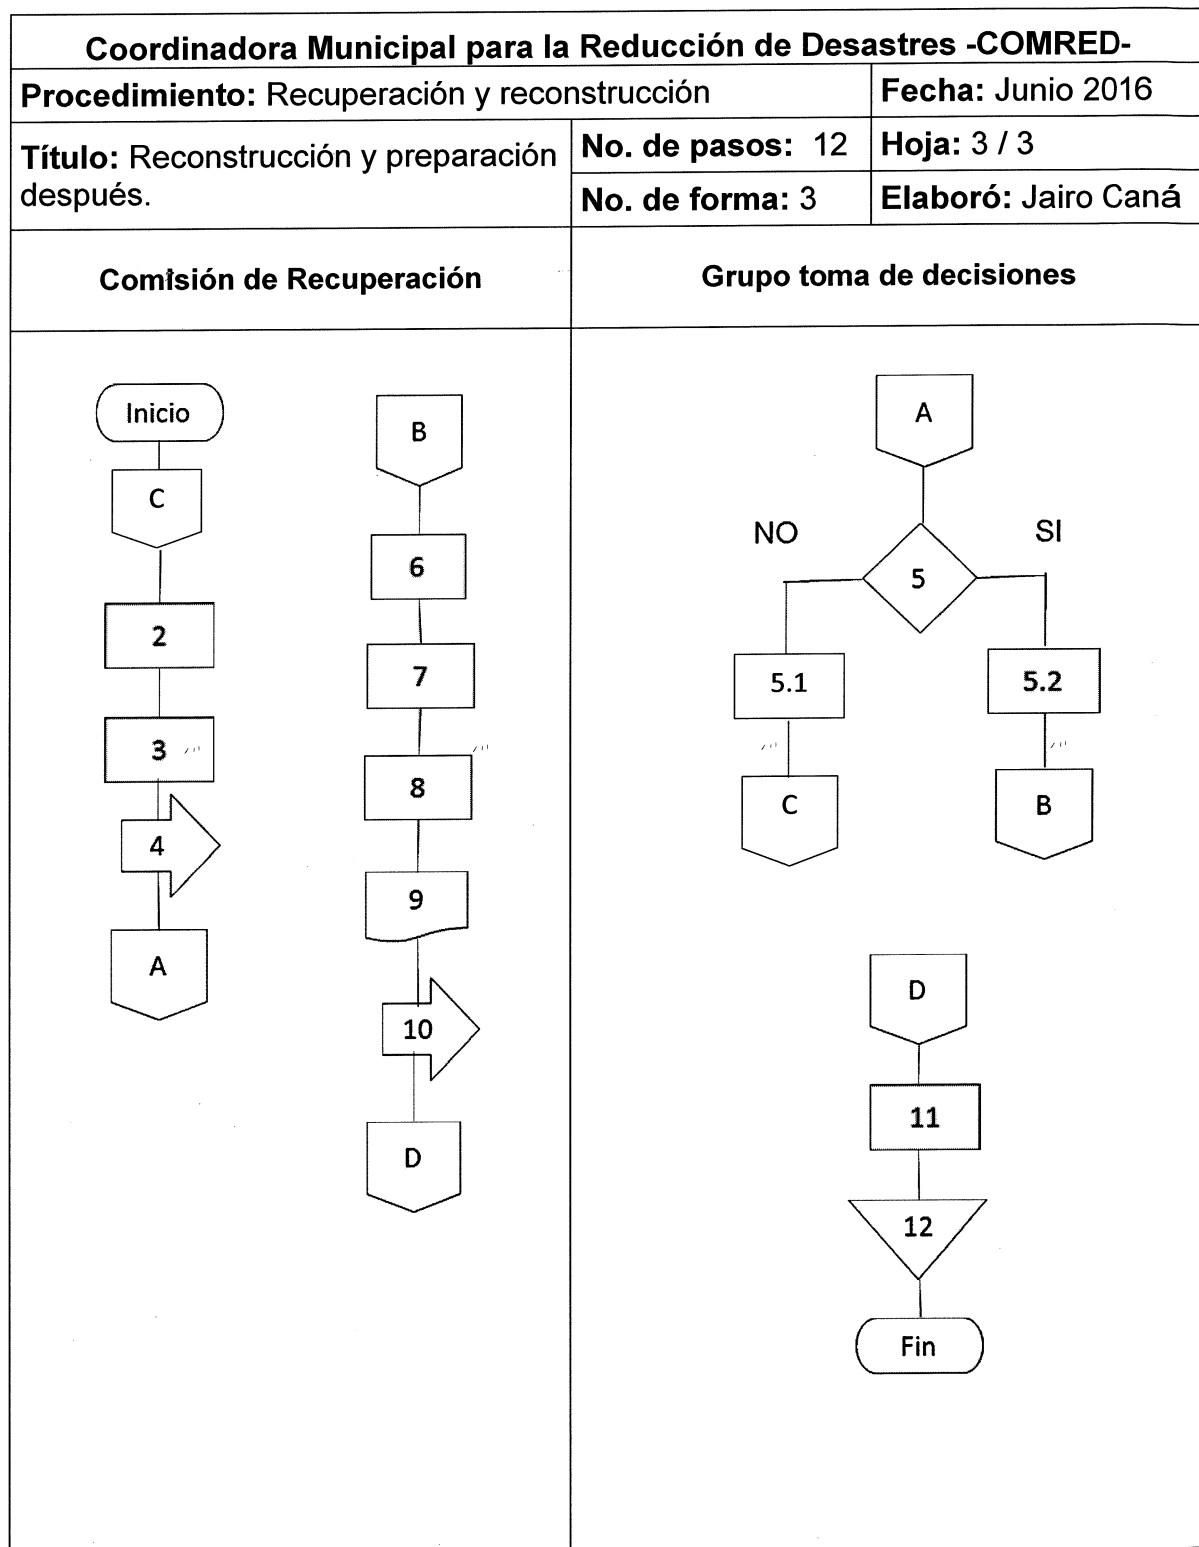 Coordinadora Municipal para la Reducción de Desastres -COMRED-
Procedimiento: Recuperación y reconstrucción
Fecha: Junio 2016
Título: Reconstrucción y preparación
después.
No. de pasos: 12
Hoja: 3 / 3
No. de forma: 3
Elaboró: Jairo Caná
Comisión de Recuperación
Grupo toma de decisiones
Inicio
C
2
3
4
A
B
6
7
8
9
10
D
A
NO
SI
5
5.1
5.2
C
B
D
11
12
Fin